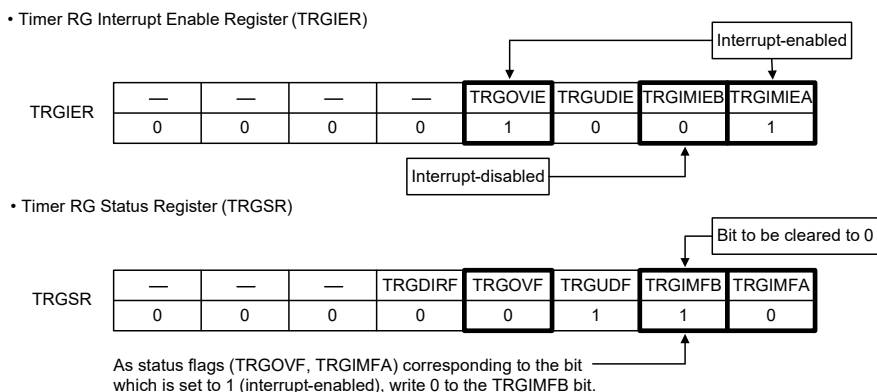 • Timer RG Interrupt Enable Register (TRGIER)
Interrupt-enabled
TRGIER
— — — — TRGOVIE TRGUDIE TRGIMIEB TRGIMIEA
0 0 0 0 1 0 0 1
Interrupt-disabled
• Timer RG Status Register (TRGSR)
Bit to be cleared to 0
TRGSR
— — — TRGDIRF TRGOVF TRGUDF TRGIMFB TRGIMFA
0 0 0 0 0 1 1 0
As status flags (TRGOVF, TRGIMFA) corresponding to the bit
which is set to 1 (interrupt-enabled), write 0 to the TRGIMFB bit.